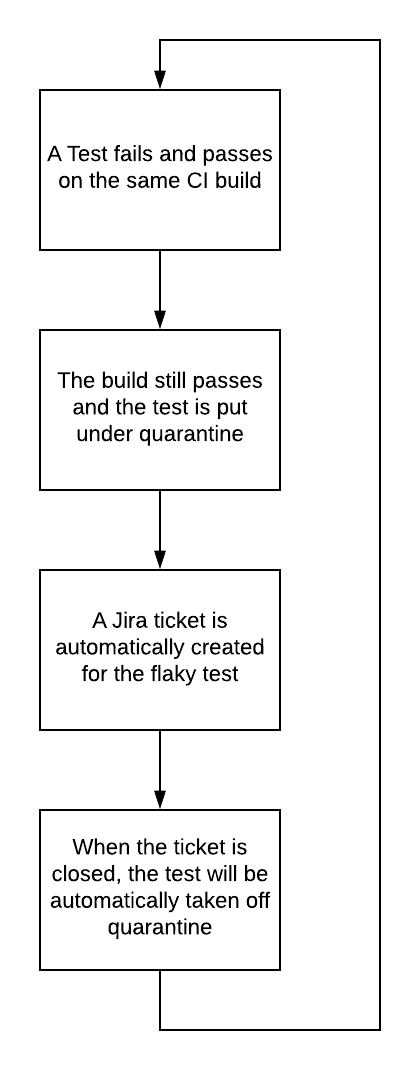 A Test fails and passes
on the same CI build
The build still passes
and the test is put
under quarantine
A Jira ticket is
automatically created
for the flaky test
When the ticket is
closed, the test will be
automatically taken off
quarantine